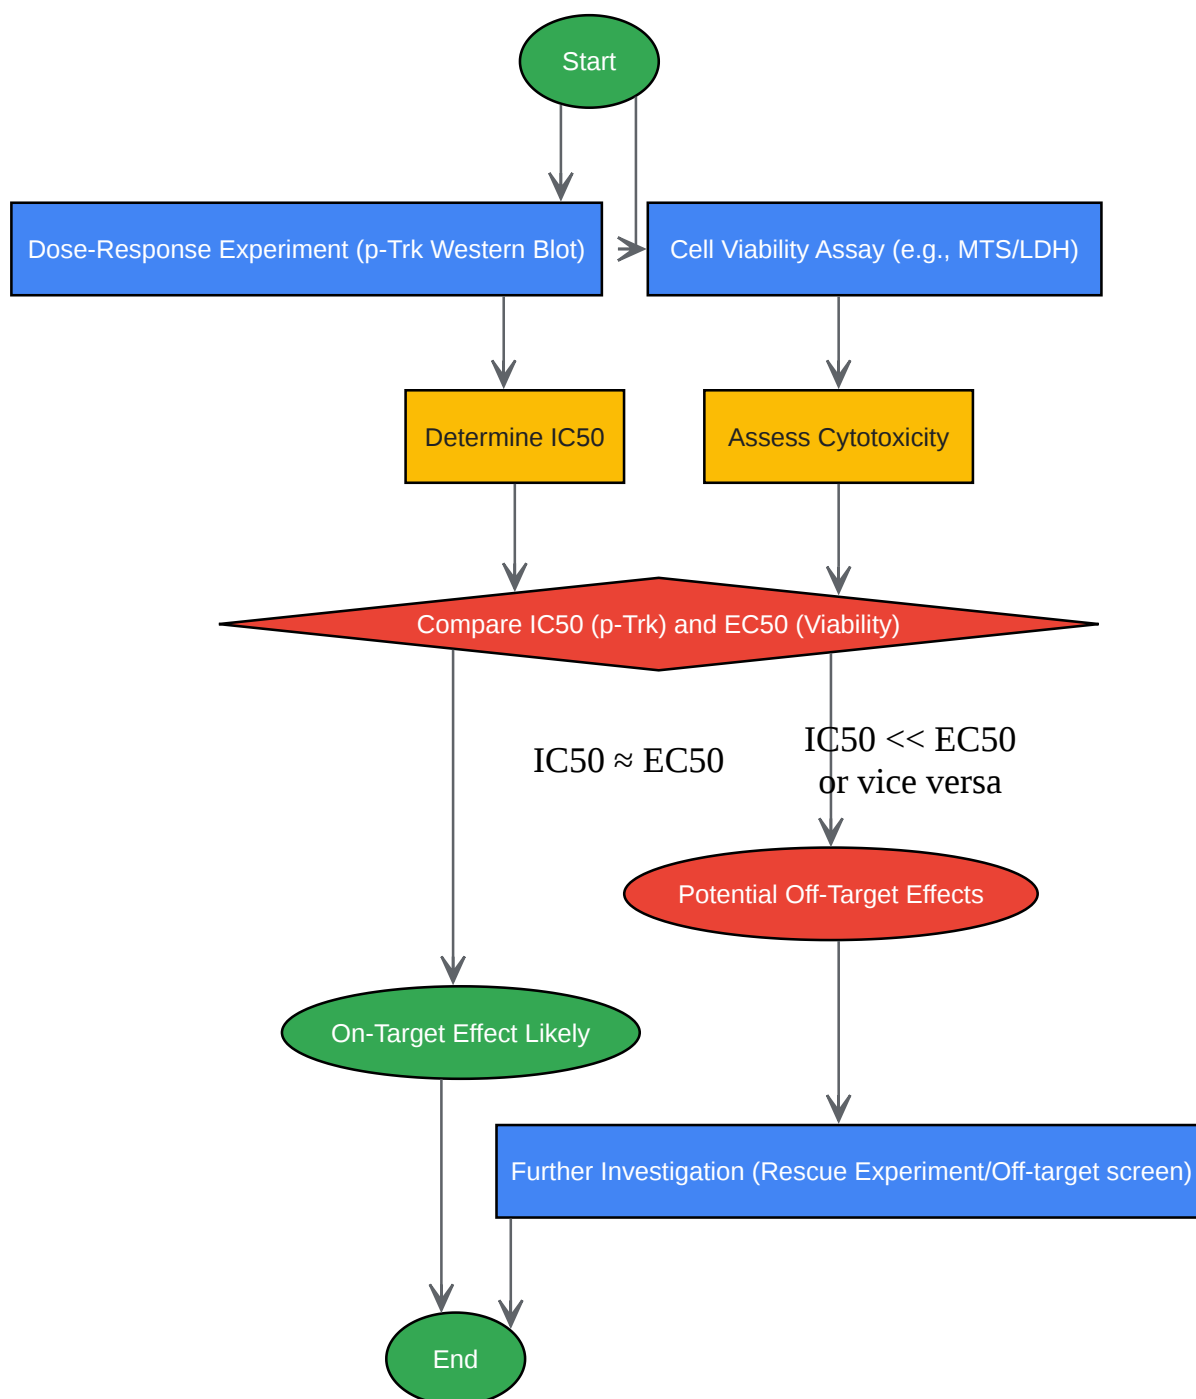 Start
Dose-Response Experiment (p-Trk Western Blot)
Cell Viability Assay (e.g., MTS/LDH)
Determine IC50
Assess Cytotoxicity
Compare IC50 (p-Trk) and EC50 (Viability)
IC50 ≈ EC50
IC50 << EC50
or vice versa
Potential Off-Target Effects
On-Target Effect Likely
Further Investigation (Rescue Experiment/Off-target screen)
End